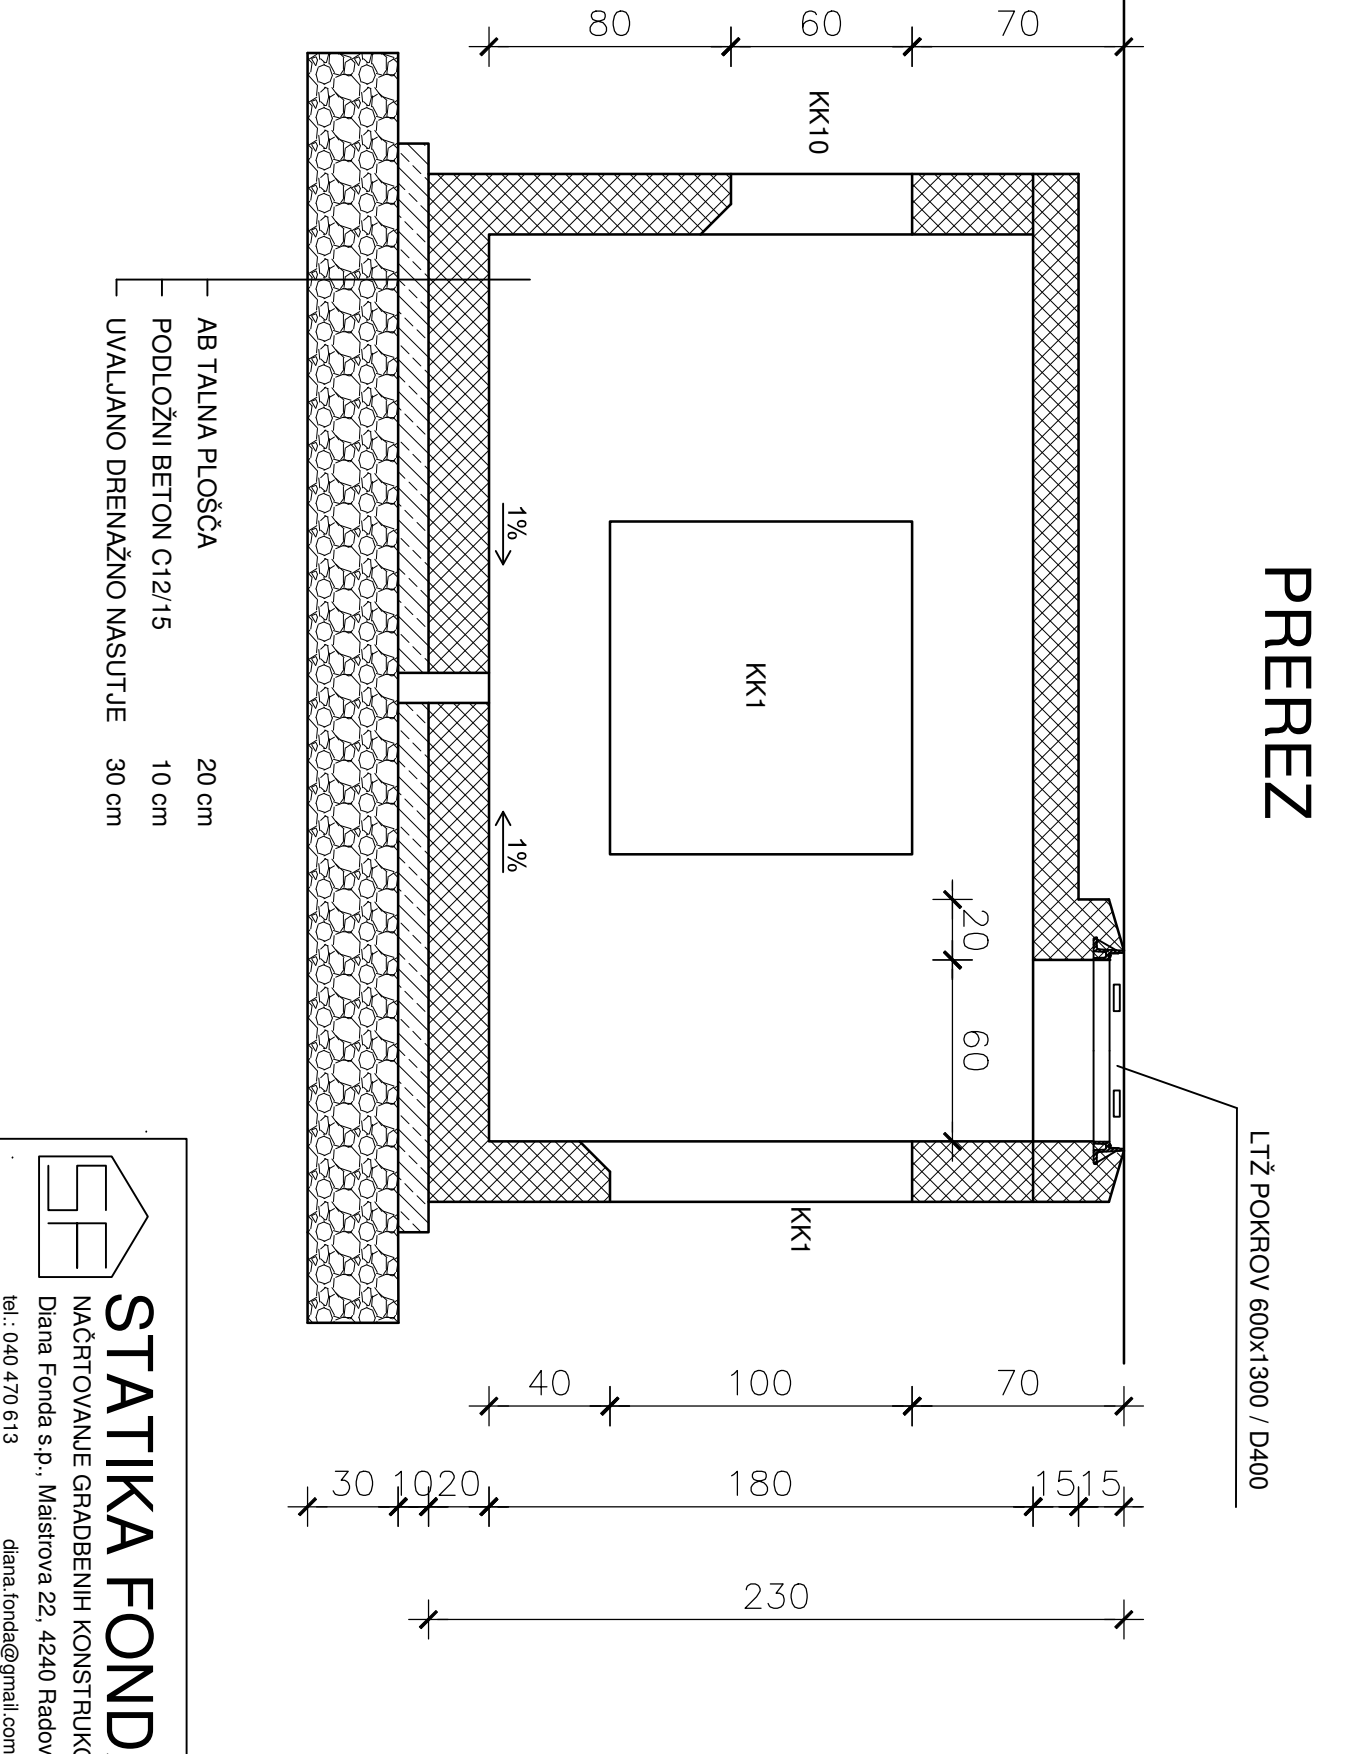 PREREZ
LTŽ POKROV 600x1300 / D400
70
60
80
KK10
20
60
KK1
KK1
1%
1%
70
100
40
15
15
180
20
10
30
230
AB TALNA PLOŠČA 20 cm
PODLOŽNI BETON C12/15 10 cm
UVALJANO DRENAŽNO NASUTJE 30 cm
SF
STATIKA FOND
NAČRTOVANJE GRADBENIH KONSTRUK
Diana Fonda s.p., Maistrova 22, 4240 Radov
tel.: 040 470 613 diana.fonda@gmail.com